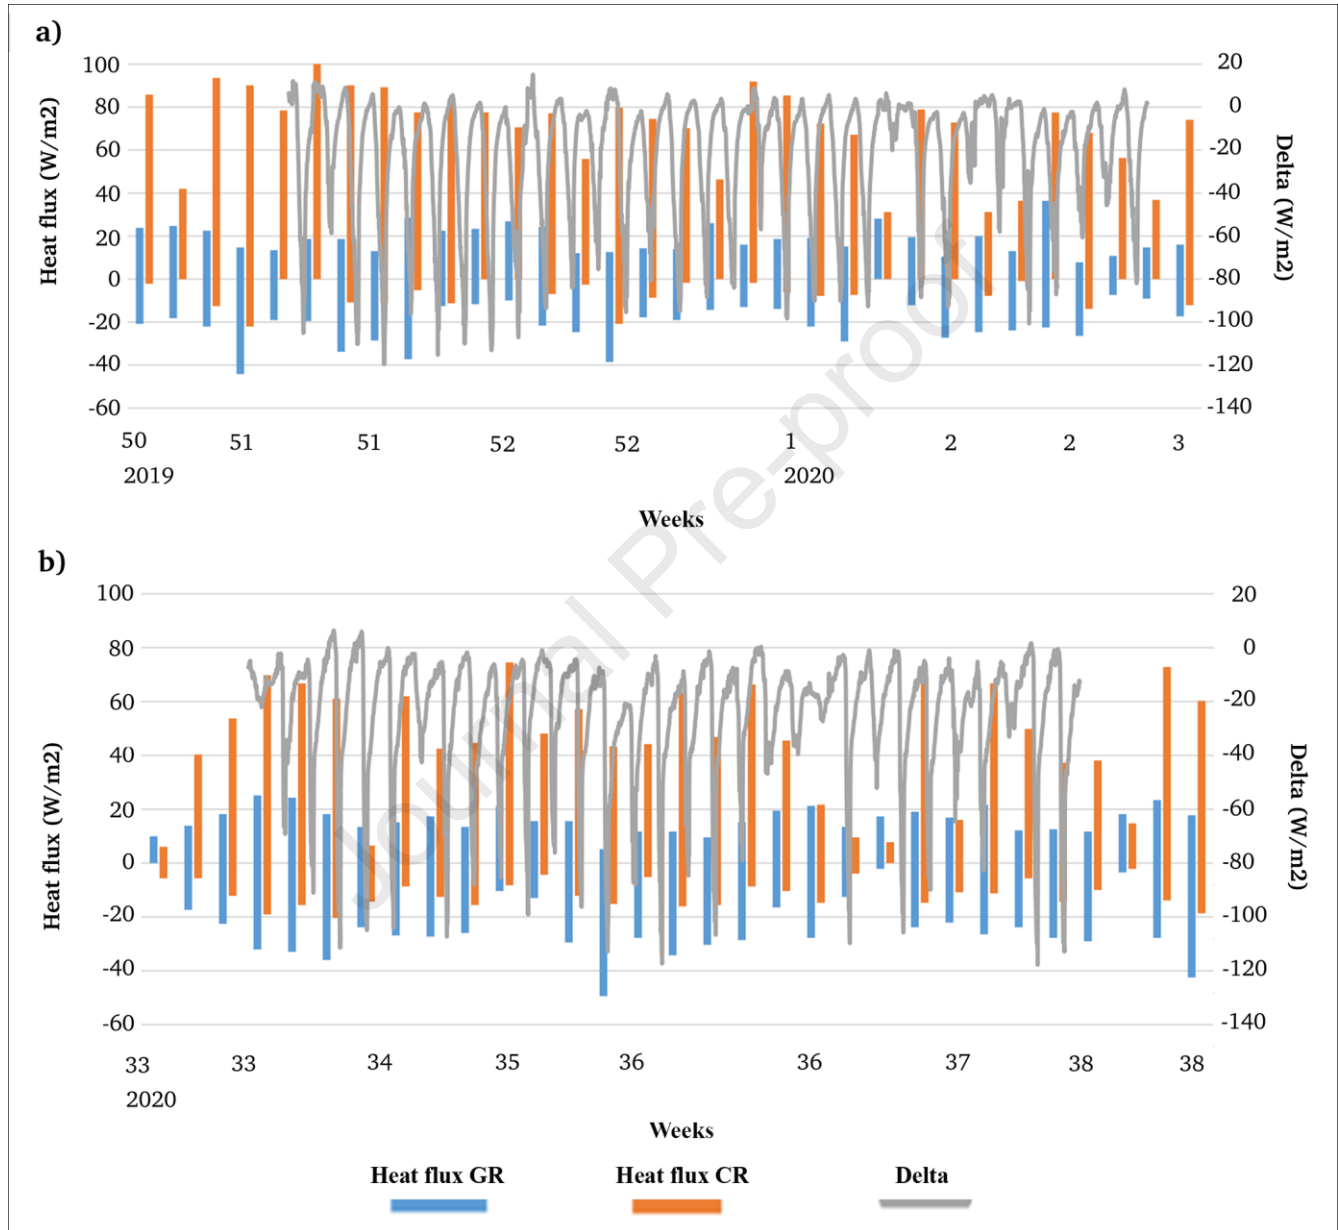 a)
100 20
80 0
60 -20
40 -40
20 -60
0 -80
-20 -100
-40 -120
-60 -140
Heat flux (W/m2)
Delta (W/m2)
50 51 51 52 52 1 2 2 3
2019 2020
Weeks
b)
100 20
80 0
60 -20
40 -40
20 -60
0 -80
-20 -100
-40 -120
-60 -140
Heat flux (W/m2)
Delta (W/m2)
33 33 34 35 36 36 37 38 38
2020
Weeks
Heat flux GR Heat flux CR Delta
Journal Pre-proof